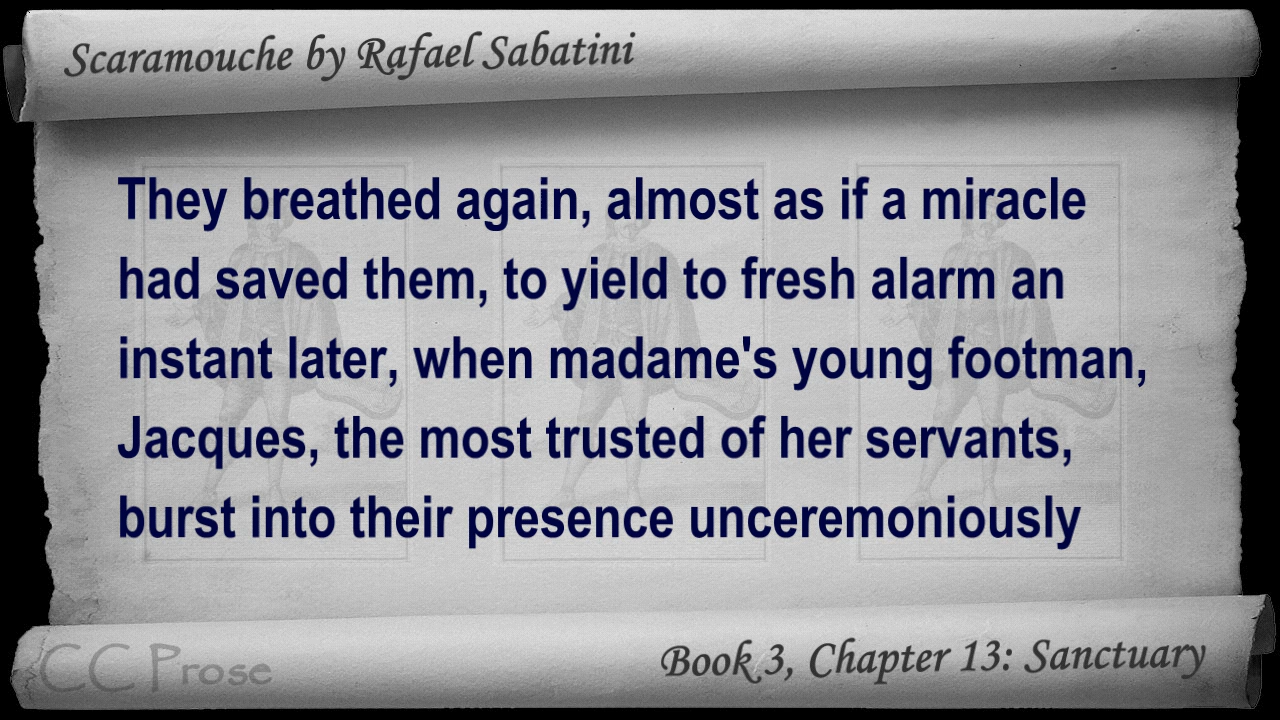 Scaramouche by Rafael Sabatini
They breathed again, almost as if a miracle
had saved them, to yield to fresh alarm an
instant later, when madame's young footman,
Jacques, the most trusted of her servants,
burst into their presence unceremoniously
CC Prose
Book 3, Chapter 13: Sanctuary